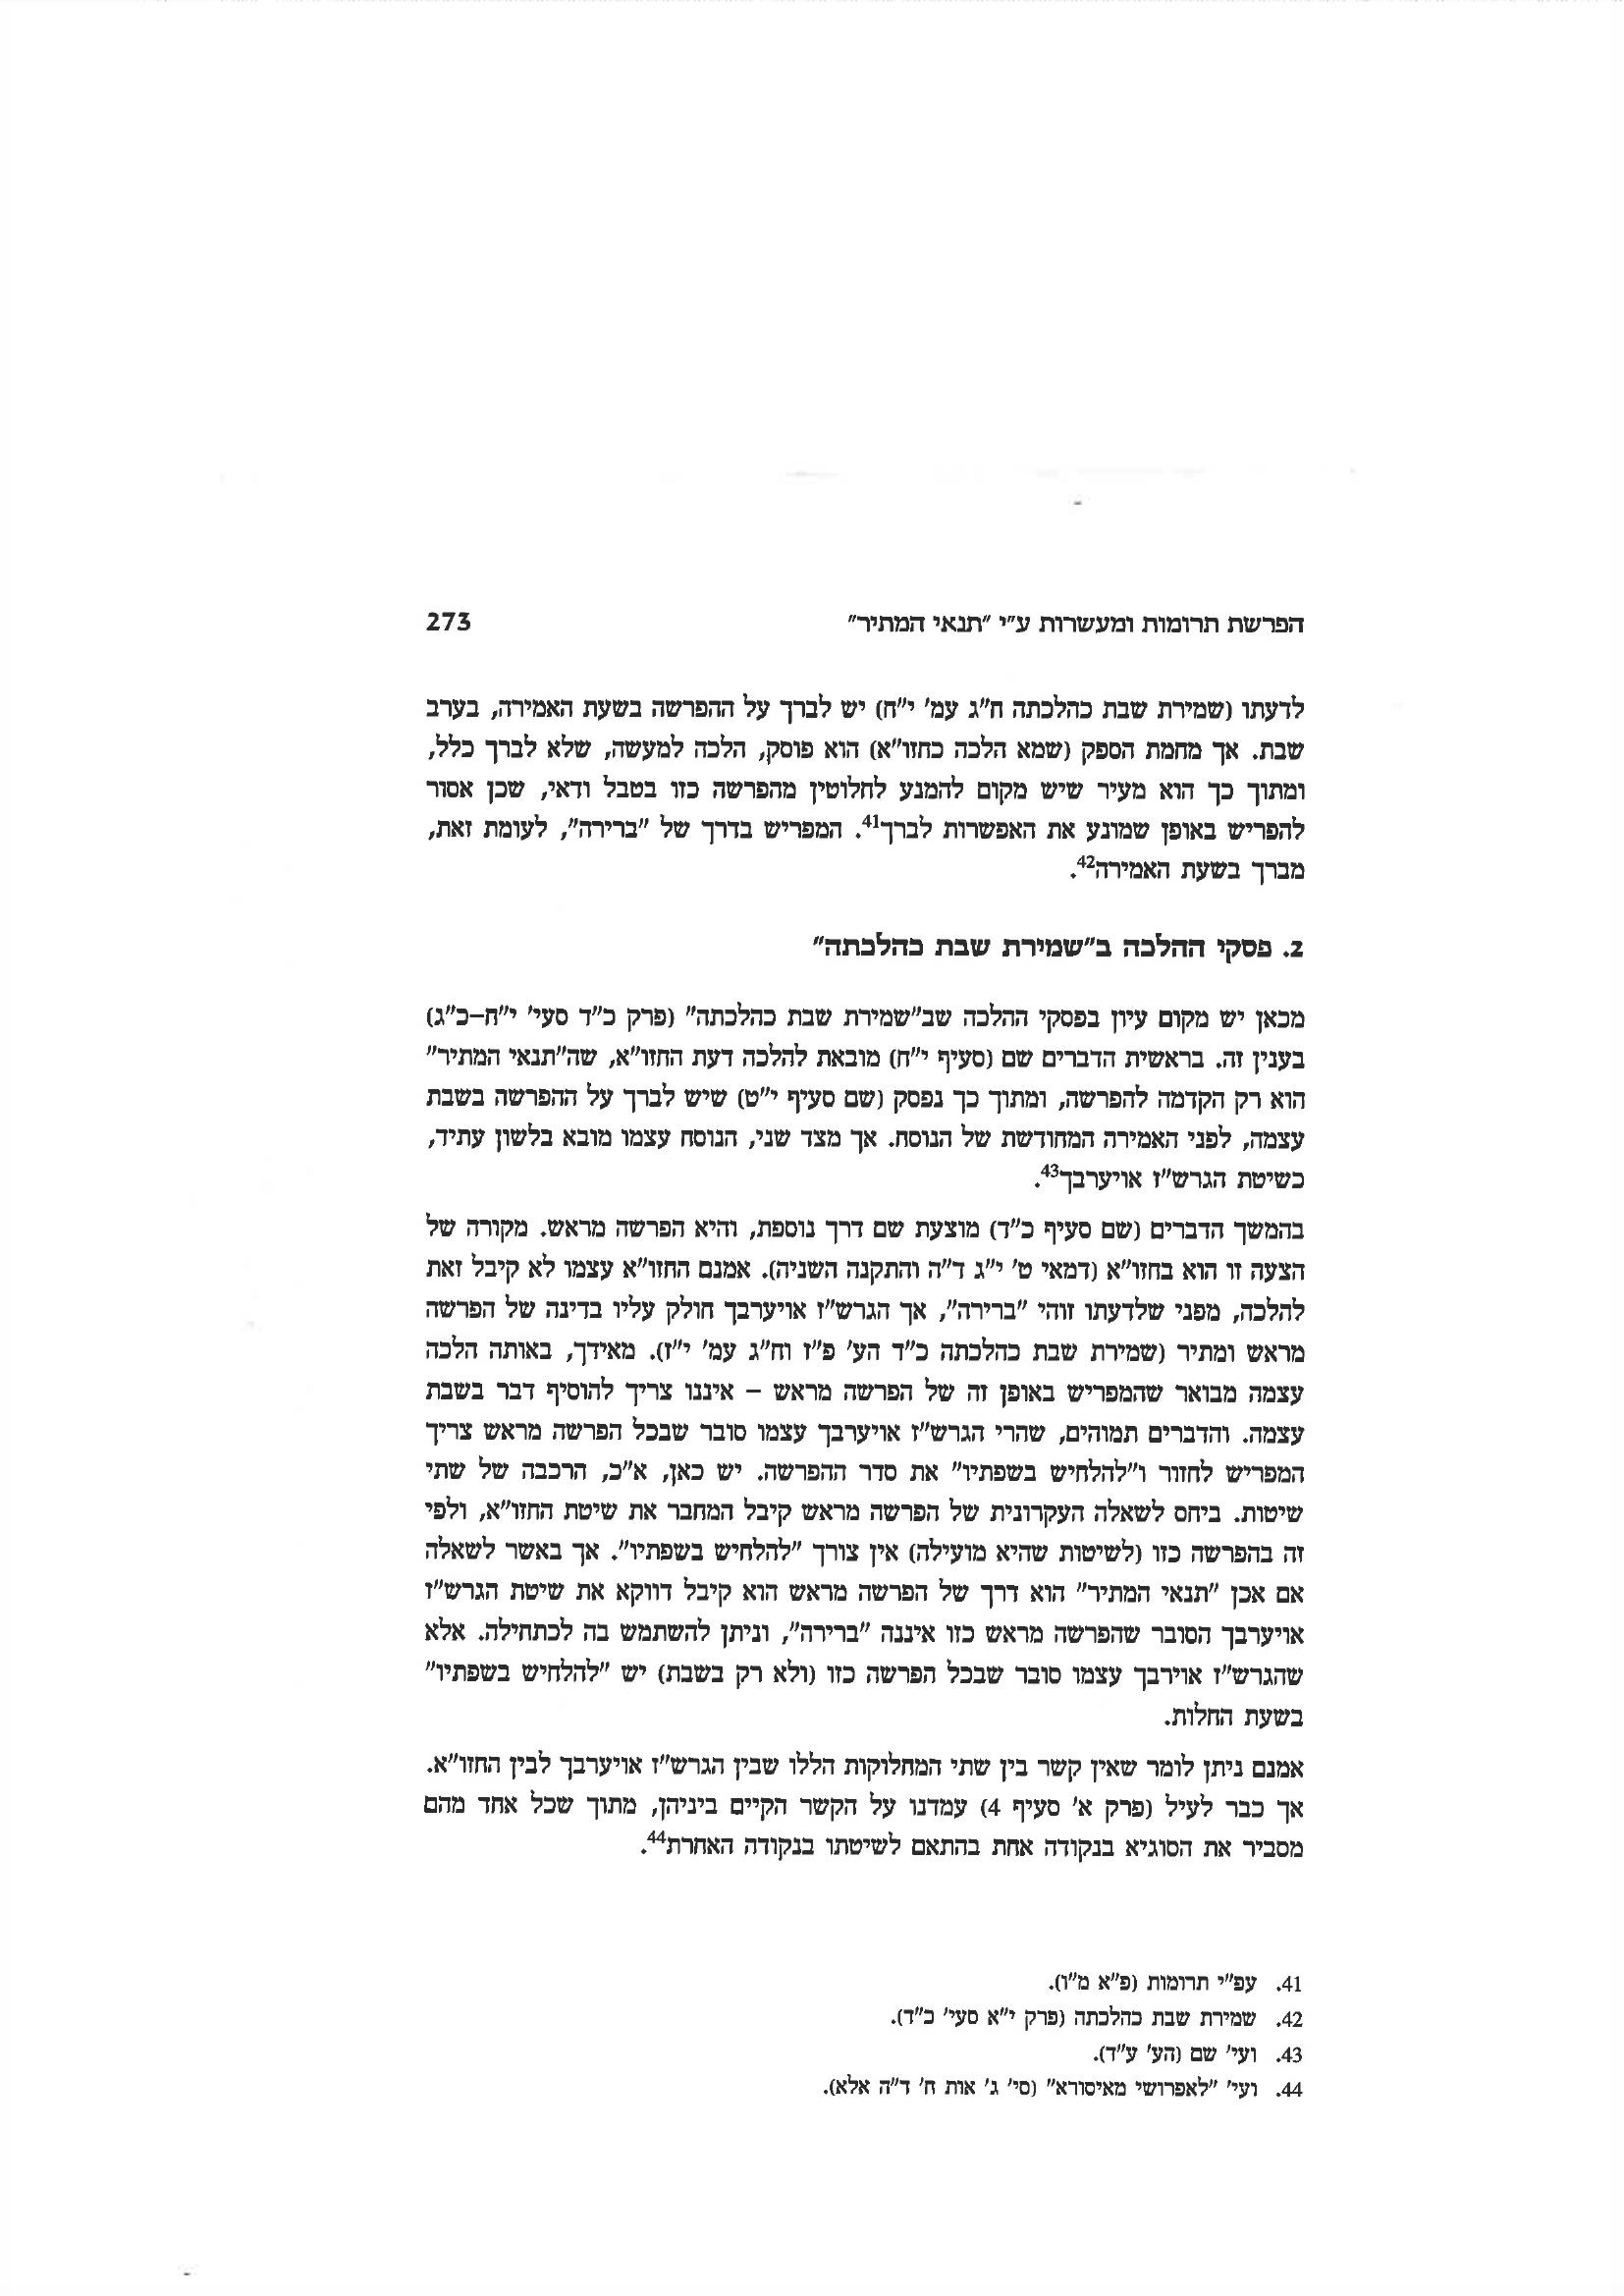 הפרשת תרומות ומעשרות ע"י "תנאי המתיר" 273
לדעתו (שמירת שבת כהלכתה ח"ג עמ' י"ח) יש לברך על ההפרשה בשעת האמירה, בערב
שבת. אך מחמת הספק (שמא הלכה כחזו"א) הוא פוסק, הלכה למעשה, שלא לברך כלל,
ומתוך כך הוא מעיר שיש מקום להמנע לחלוטין מהפרשה כזו בטבל ודאי, שכן אסור
להפריש באופן שמונע את האפשרות לברך41. המפריש בדרך של "ברירה", לעומת זאת,
מברך בשעת האמירה42.
2. פסקי ההלכה ב"שמירת שבת כהלכתה"
מכאן יש מקום עיון בפסקי ההלכה שב"שמירת שבת כהלכתה" (פרק כ"ד סעי' י"ח–כ"ג)
בענין זה. בראשית הדברים שם (סעיף י"ח) מובאת להלכה דעת החזו"א, שה"תנאי המתיר"
הוא רק הקדמה להפרשה, ומתוך כך נפסק (שם סעיף י"ט) שיש לברך על ההפרשה בשבת
עצמה, לפני האמירה המחודשת של הנוסח. אך מצד שני, הנוסח עצמו מובא בלשון עתיד,
כשיטת הגרש"ז אויערבך43.
בהמשך הדברים (שם סעיף כ"ד) מוצעת שם דרך נוספת, והיא הפרשה מראש. מקורה של
הצעה זו הוא בחזו"א (דמאי ט' י"ג ד"ה והתקנה השניה). אמנם החזו"א עצמו לא קיבל זאת
להלכה, מפני שלדעתו זוהי "ברירה", אך הגרש"ז אויערבך חולק עליו בדינה של הפרשה
מראש ומתיר (שמירת שבת כהלכתה כ"ד הע' פ"ז וח"ג עמ' י"ז). מאידך, באותה הלכה
עצמה מבואר שהמפריש באופן זה של הפרשה מראש – איננו צריך להוסיף דבר בשבת
עצמה. והדברים תמוהים, שהרי הגרש"ז אויערבך עצמו סובר שבכל הפרשה מראש צריך
המפריש לחזור ו"להלחיש בשפתיו" את סדר ההפרשה. יש כאן, א"כ, הרכבה של שתי
שיטות. ביחס לשאלה העקרונית של הפרשה מראש קיבל המחבר את שיטת החזו"א, ולפי
זה בהפרשה כזו (לשיטות שהיא מועילה) אין צורך "להלחיש בשפתיו". אך באשר לשאלה
אם אכן "תנאי המתיר" הוא דרך של הפרשה מראש הוא קיבל דווקא את שיטת הגרש"ז
אויערבך הסובר שהפרשה מראש כזו איננה "ברירה", וניתן להשתמש בה לכתחילה. אלא
שהגרש"ז אוירבך עצמו סובר שבכל הפרשה כזו (ולא רק בשבת) יש "להלחיש בשפתיו"
בשעת החלות.
אמנם ניתן לומר שאין קשר בין שתי המחלוקות הללו שבין הגרש"ז אויערבך לבין החזו"א.
אך כבר לעיל (פרק א' סעיף 4) עמדנו על הקשר הקיים ביניהן, מתוך שכל אחד מהם
מסביר את הסוגיא בנקודה אחת בהתאם לשיטתו בנקודה האחרת44.
41. עפ"י תרומות (פ"א מ"ו).
42. שמירת שבת כהלכתה (פרק י"א סעי' כ"ד).
43. ועי' שם (הע' ע"ד).
44. ועי' "לאפרושי מאיסורא" (סי' ג' אות ח' ד"ה אלא).